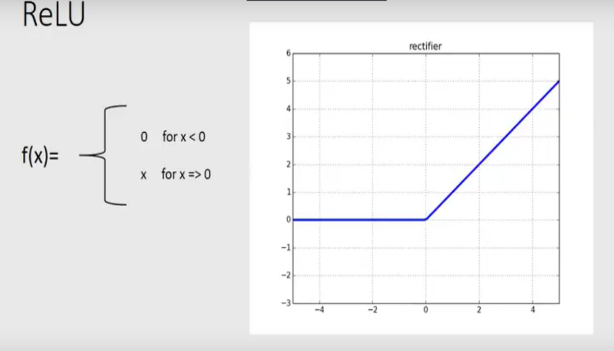 ReLU
f(x)=
0 for x < 0
x for x => 0
rectifier
6
5
4
3
2
1
0
−1
−2
−3
−4 −2 0 2 4